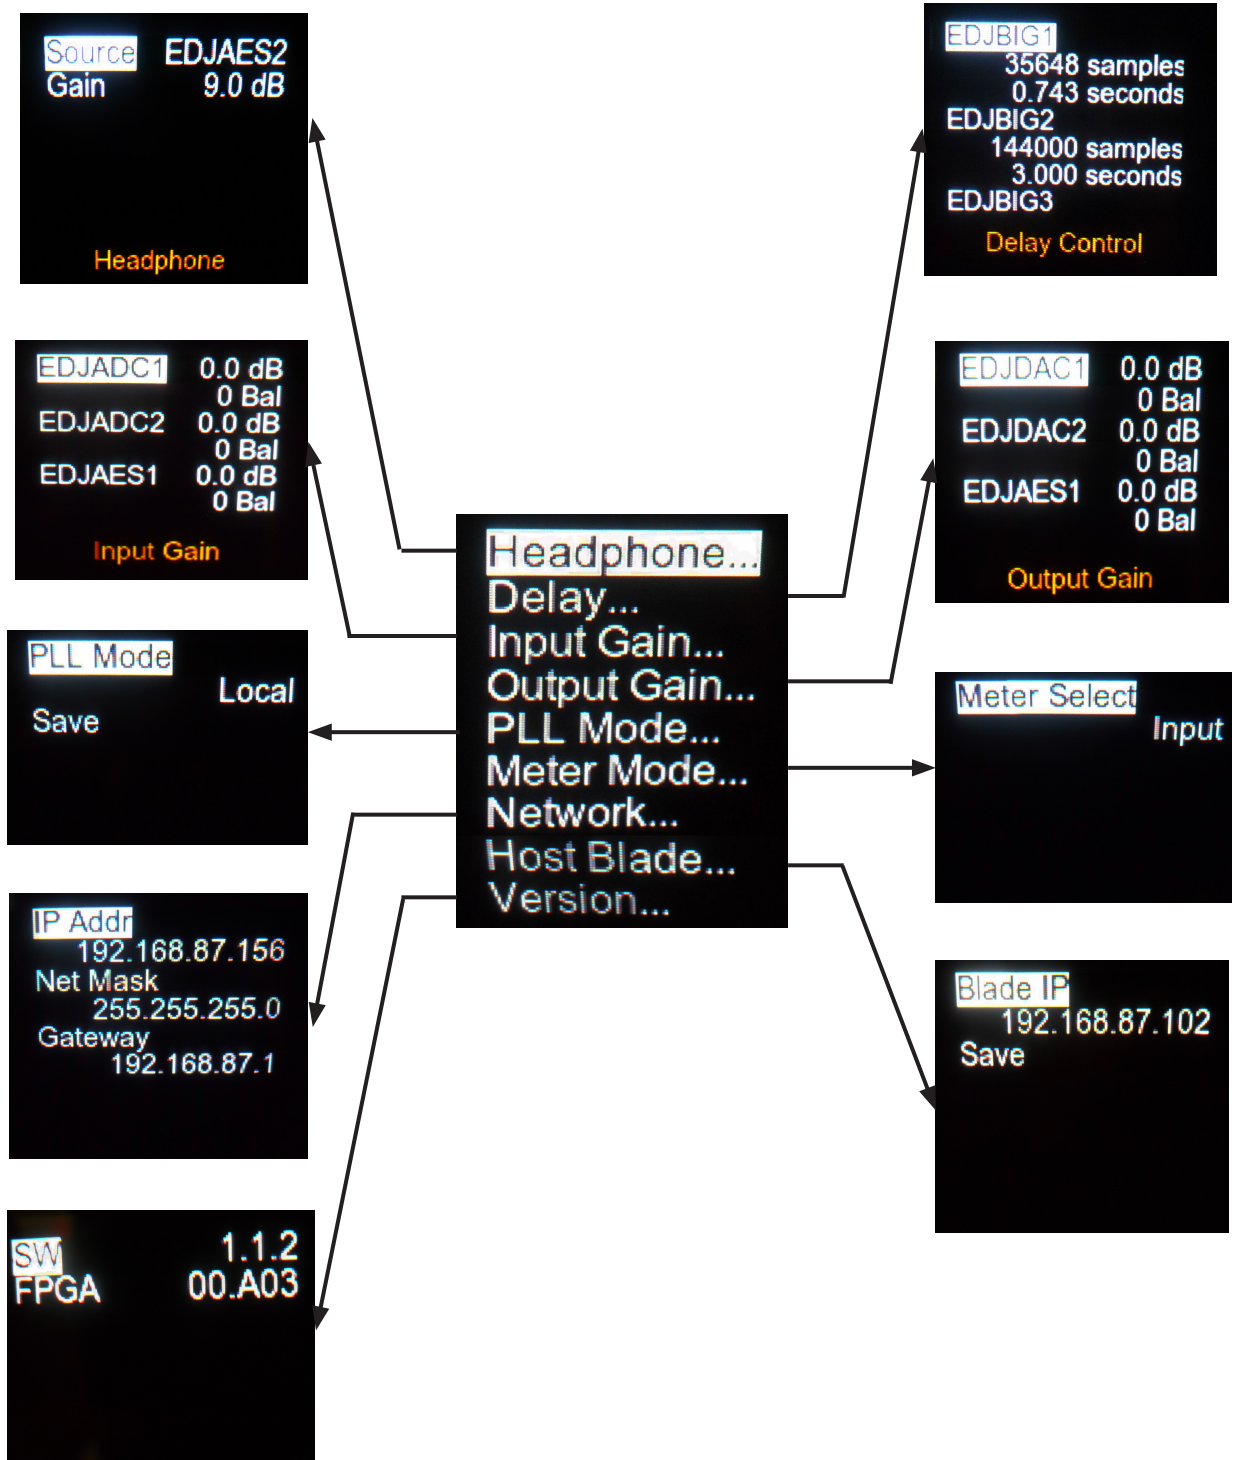 Source EDJAES2
Gain 9.0 dB
Headphone
EDJADC1 0.0 dB
0 Bal
EDJADC2 0.0 dB
0 Bal
EDJAES1 0.0 dB
0 Bal
Input Gain
PLL Mode
Local
Save
IP Addr
192.168.87.156
Net Mask
255.255.255.0
Gateway
192.168.87.1
SW 1.1.2
FPGA 00.A03
Headphone...
Delay...
Input Gain...
Output Gain...
PLL Mode...
Meter Mode...
Network...
Host Blade...
Version...
EDJBIG1
35648 samples
0.743 seconds
EDJBIG2
144000 samples
3.000 seconds
EDJBIG3
Delay Control
EDJDAC1 0.0 dB
0 Bal
EDJDAC2 0.0 dB
0 Bal
EDJAES1 0.0 dB
0 Bal
Output Gain
Meter Select
Input
Blade IP
192.168.87.102
Save